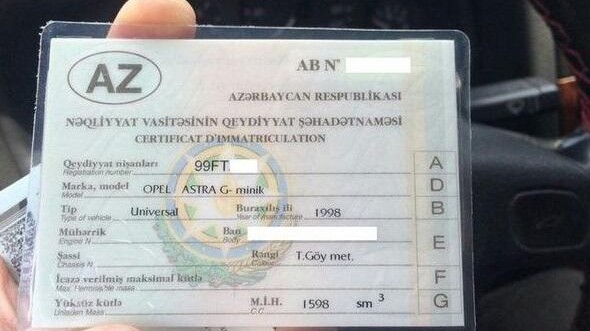 AZ
AB N°
AZƏRBAYCAN RESPUBLİKASI
NƏQLİYYAT VASİTƏSİNİN QEYDİYYAT ŞƏHADƏTNAMƏSİ
CERTIFICAT D'IMMATRICULATION
Qeydiyyat nişanları 99FT A
Registration number
Marka, model OPEL ASTRA G- minik D
Model
Tip Universal Buraxılış ili 1998 B
Type of vehicle Year of manufacture
Mühərrik Ban E
Engine N Body
Şassi Rəngi T.Göy met.
Chassis N Colour
İcazə verilmiş maksimal kütlə F
Max. Permissible mass
Yüksüz kütlə M.İ.H. 1598 sm³ G
Unladen Mass C.C.